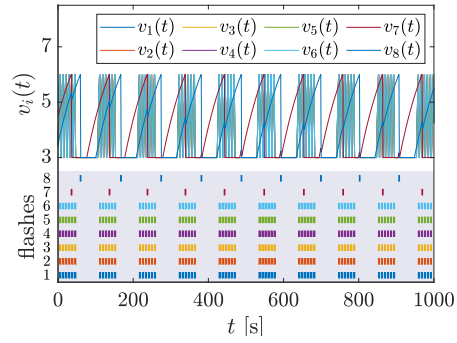 v₁(t) v₃(t) v₅(t) v₇(t)
v₂(t) v₄(t) v₆(t) v₈(t)
7
5
3
vᵢ(t)
8
7
6
5
4
3
2
1
flashes
0 200 400 600 800 1000
t [s]